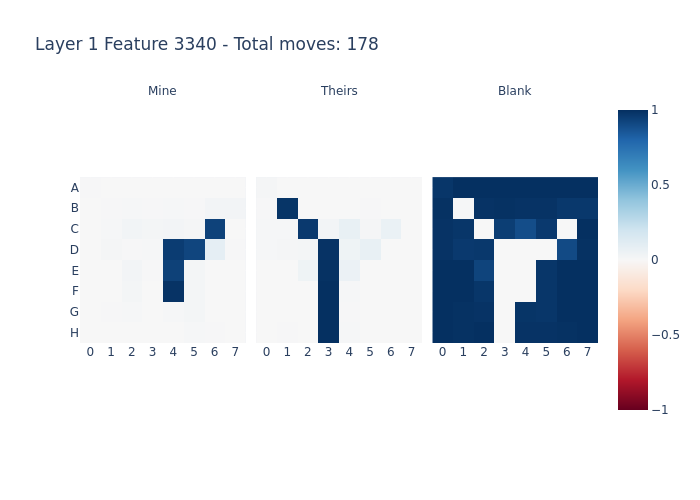 Layer 1 Feature 3340 - Total moves: 178
Mine
Theirs
Blank
A
B
C
D
E
F
G
H
0 1 2 3 4 5 6 7
0 1 2 3 4 5 6 7
0 1 2 3 4 5 6 7
1
0.5
0
−0.5
−1